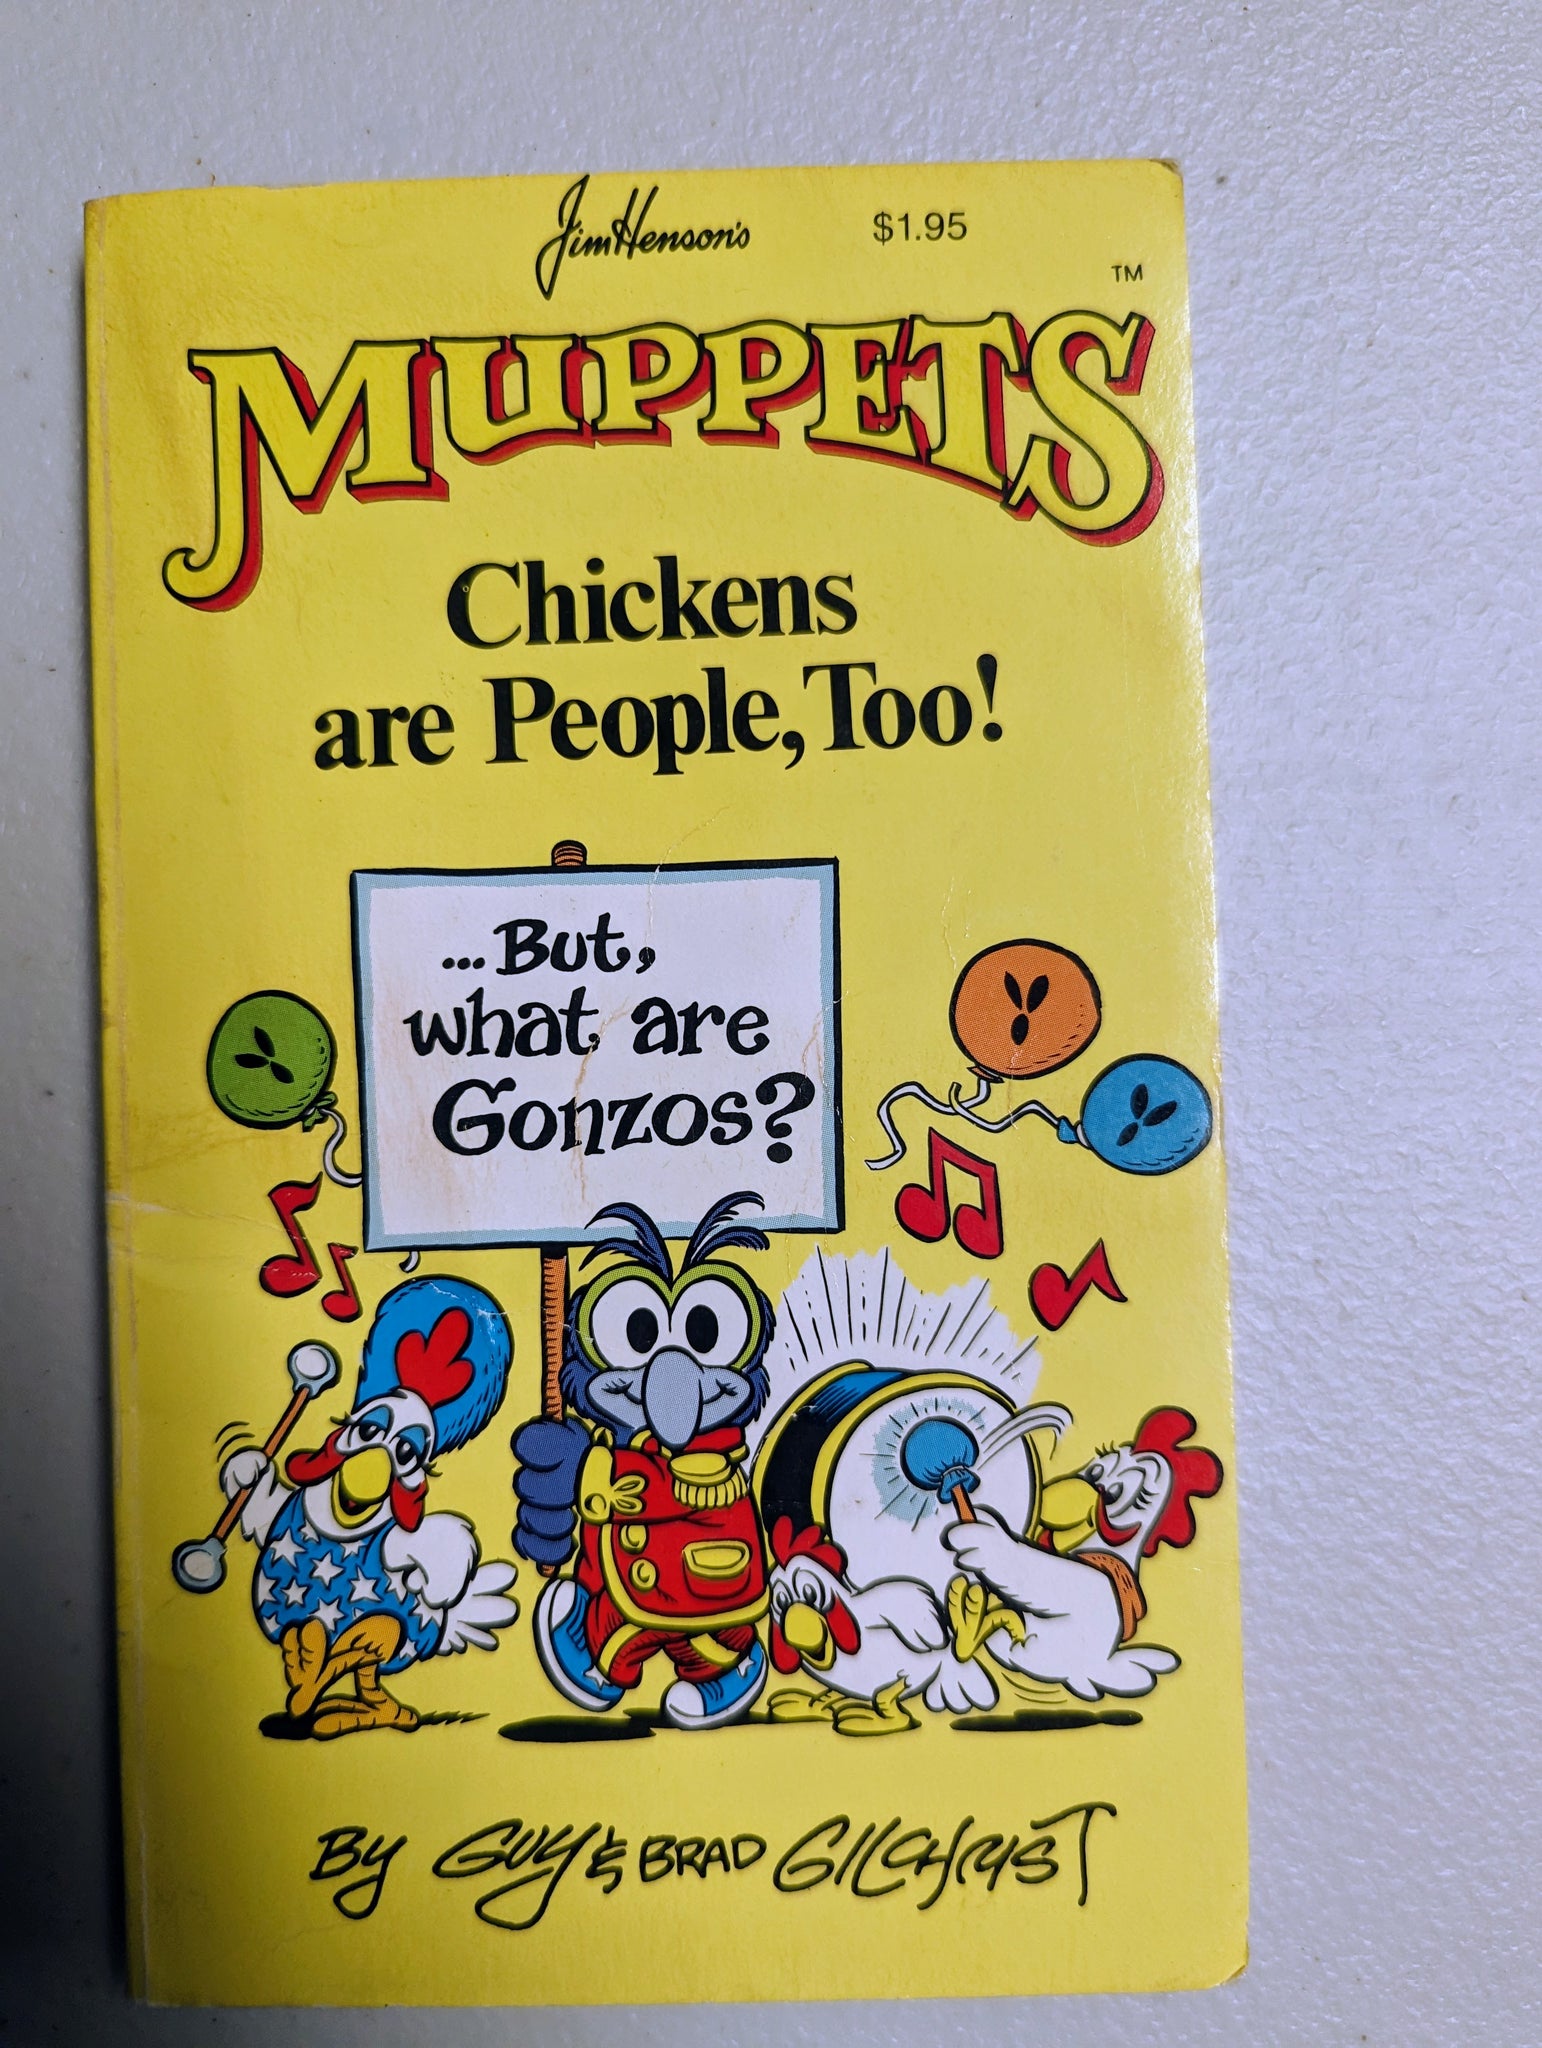 Jim Henson's
$1.95
TM
MUPPETS
Chickens
are People, Too!
...But,
what are
Gonzos?
By Guy & BRAD GILCHRIST